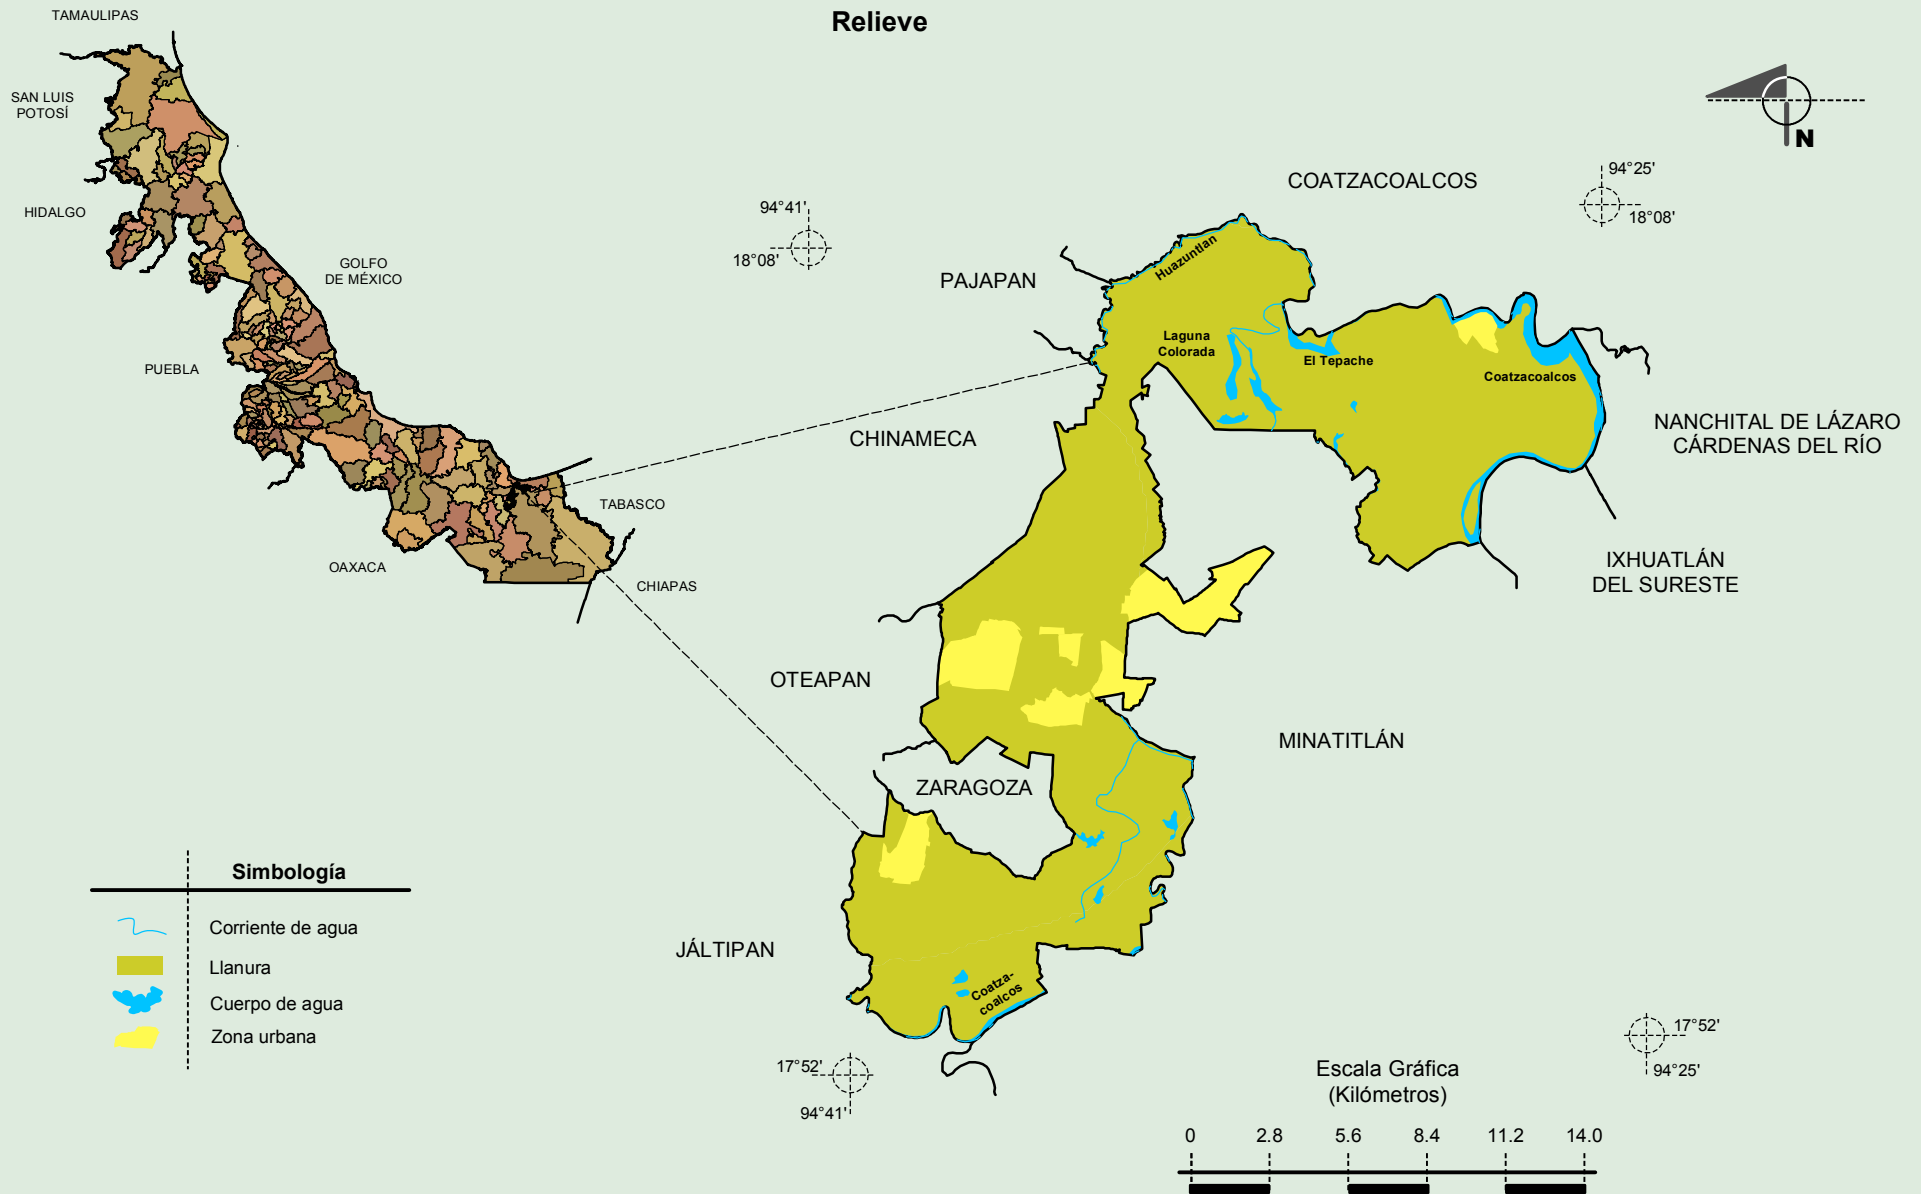 Relieve
TAMAULIPAS
SAN LUIS
POTOSÍ
HIDALGO
GOLFO
DE MÉXICO
PUEBLA
TABASCO
OAXACA
CHIAPAS
N
94°25'
18°08'
94°41'
18°08'
COATZACOALCOS
PAJAPAN
Huazuntlan
Laguna
Colorada
El Tepache
Coatzacoalcos
CHINAMECA
NANCHITAL DE LÁZARO
CÁRDENAS DEL RÍO
IXHUATLÁN
DEL SURESTE
OTEAPAN
MINATITLÁN
ZARAGOZA
JÁLTIPAN
Coatza-
coalcos
Simbología
Corriente de agua
Llanura
Cuerpo de agua
Zona urbana
17°52'
94°41'
17°52'
94°25'
Escala Gráfica
(Kilómetros)
0 2.8 5.6 8.4 11.2 14.0